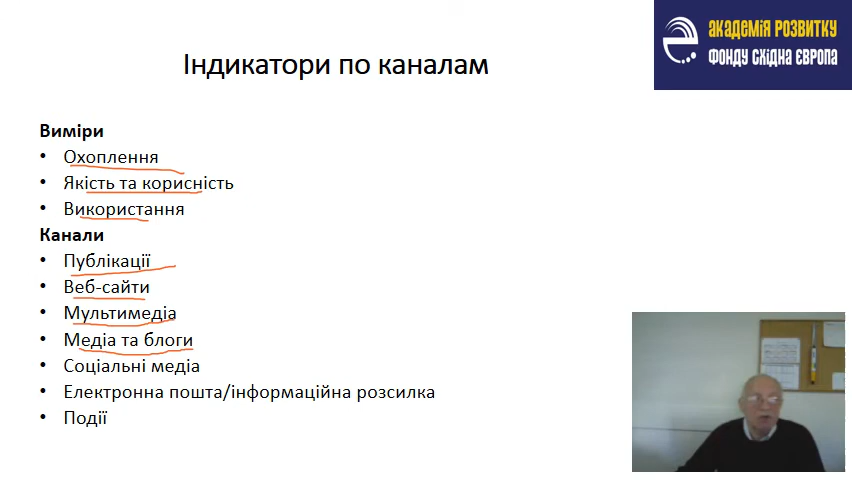 АКАДЕМІЯ РОЗВИТКУ
ФОНДУ СХІДНА ЄВРОПА
Індикатори по каналам
Виміри
• Охоплення
• Якість та корисність
• Використання
Канали
• Публікації
• Веб-сайти
• Мультимедіа
• Медіа та блоги
• Соціальні медіа
• Електронна пошта/інформаційна розсилка
• Події